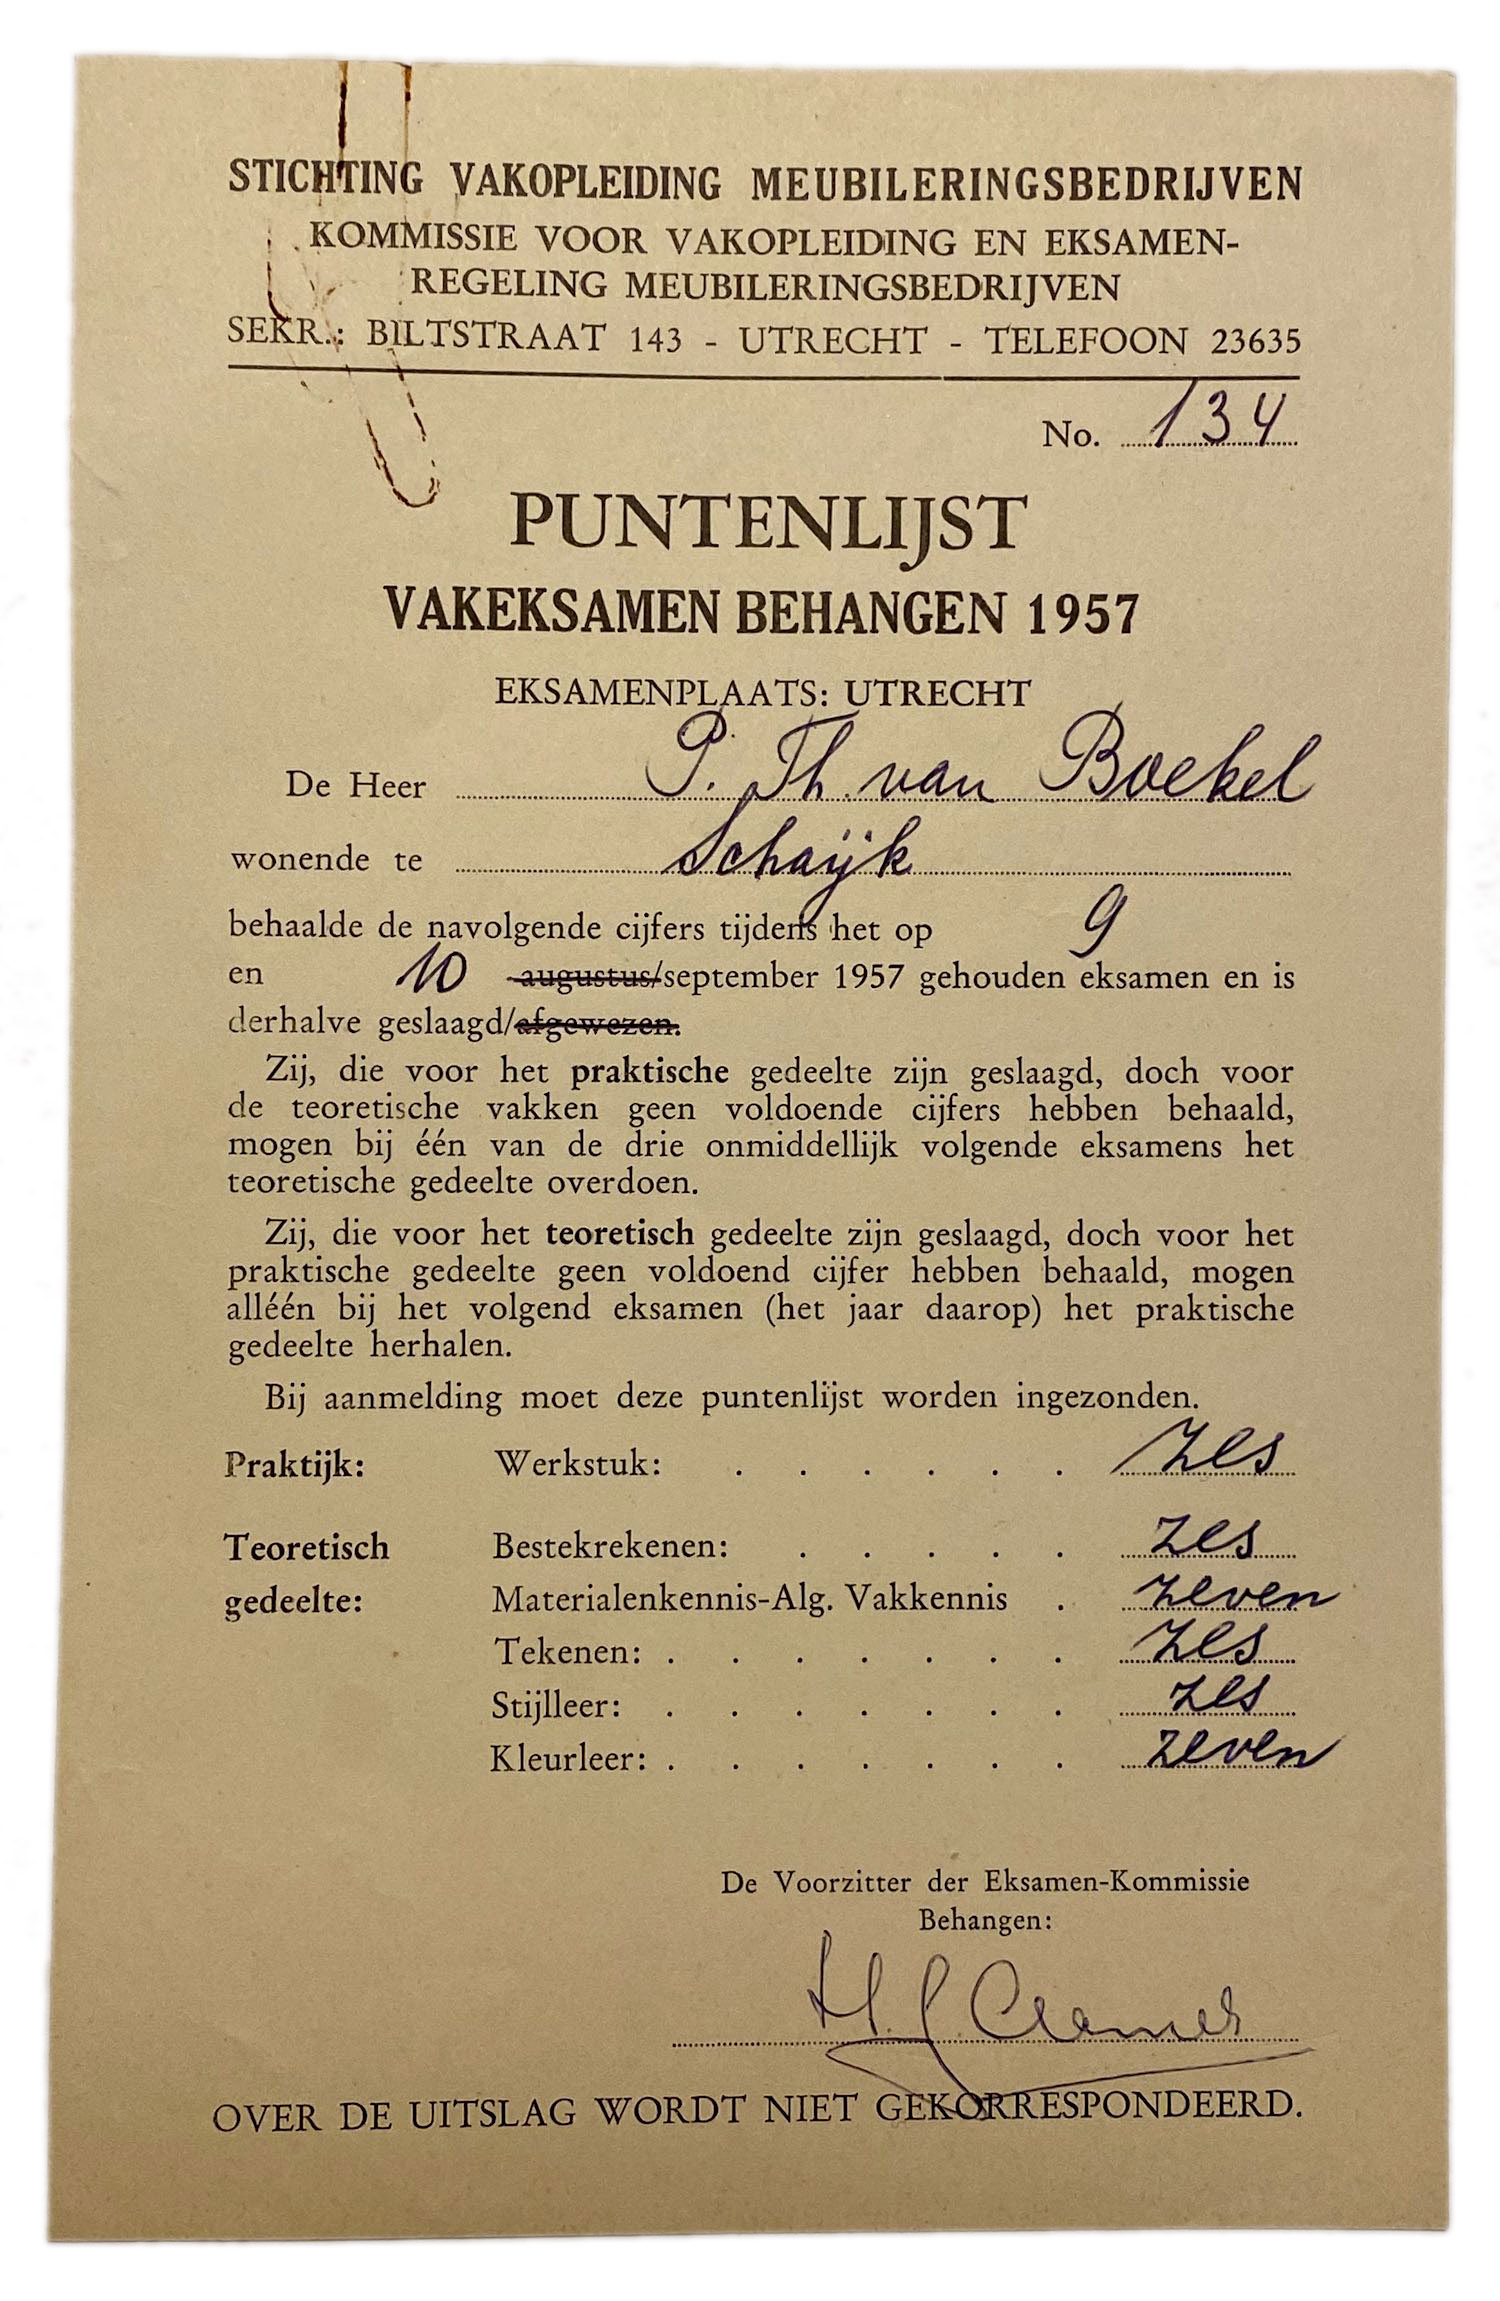 STICHTING VAKOPLEIDING MEUBILERINGSBEDRIJVEN
KOMMISSIE VOOR VAKOPLEIDING EN EKSAMEN-
REGELING MEUBILERINGSBEDRIJVEN
SEKR.: BILTSTRAAT 143 - UTRECHT - TELEFOON 23635
No. 134
PUNTENLIJST
VAKEKSAMEN BEHANGEN 1957
EKSAMENPLAATS: UTRECHT
De Heer P. Th. van Boekel
wonende te Schaijk
behaalde de navolgende cijfers tijdens het op 9
en 10 augustus/september 1957 gehouden eksamen en is
derhalve geslaagd/afgewezen.
Zij, die voor het praktische gedeelte zijn geslaagd, doch voor
de teoretische vakken geen voldoende cijfers hebben behaald,
mogen bij één van de drie onmiddellijk volgende eksamens het
teoretische gedeelte overdoen.
Zij, die voor het teoretisch gedeelte zijn geslaagd, doch voor het
praktische gedeelte geen voldoend cijfer hebben behaald, mogen
alléén bij het volgend eksamen (het jaar daarop) het praktische
gedeelte herhalen.
Bij aanmelding moet deze puntenlijst worden ingezonden.
Praktijk: Werkstuk: . . . . . . zes
Teoretisch Bestekrekenen: . . . . . zes
gedeelte: Materialenkennis-Alg. Vakkennis . zeven
Tekenen: . . . . . . . zes
Stijlleer: . . . . . . . zes
Kleurleer: . . . . . . . zeven
De Voorzitter der Eksamen-Kommissie
Behangen:
H. J. Cramer
OVER DE UITSLAG WORDT NIET GEKORRESPONDEERD.